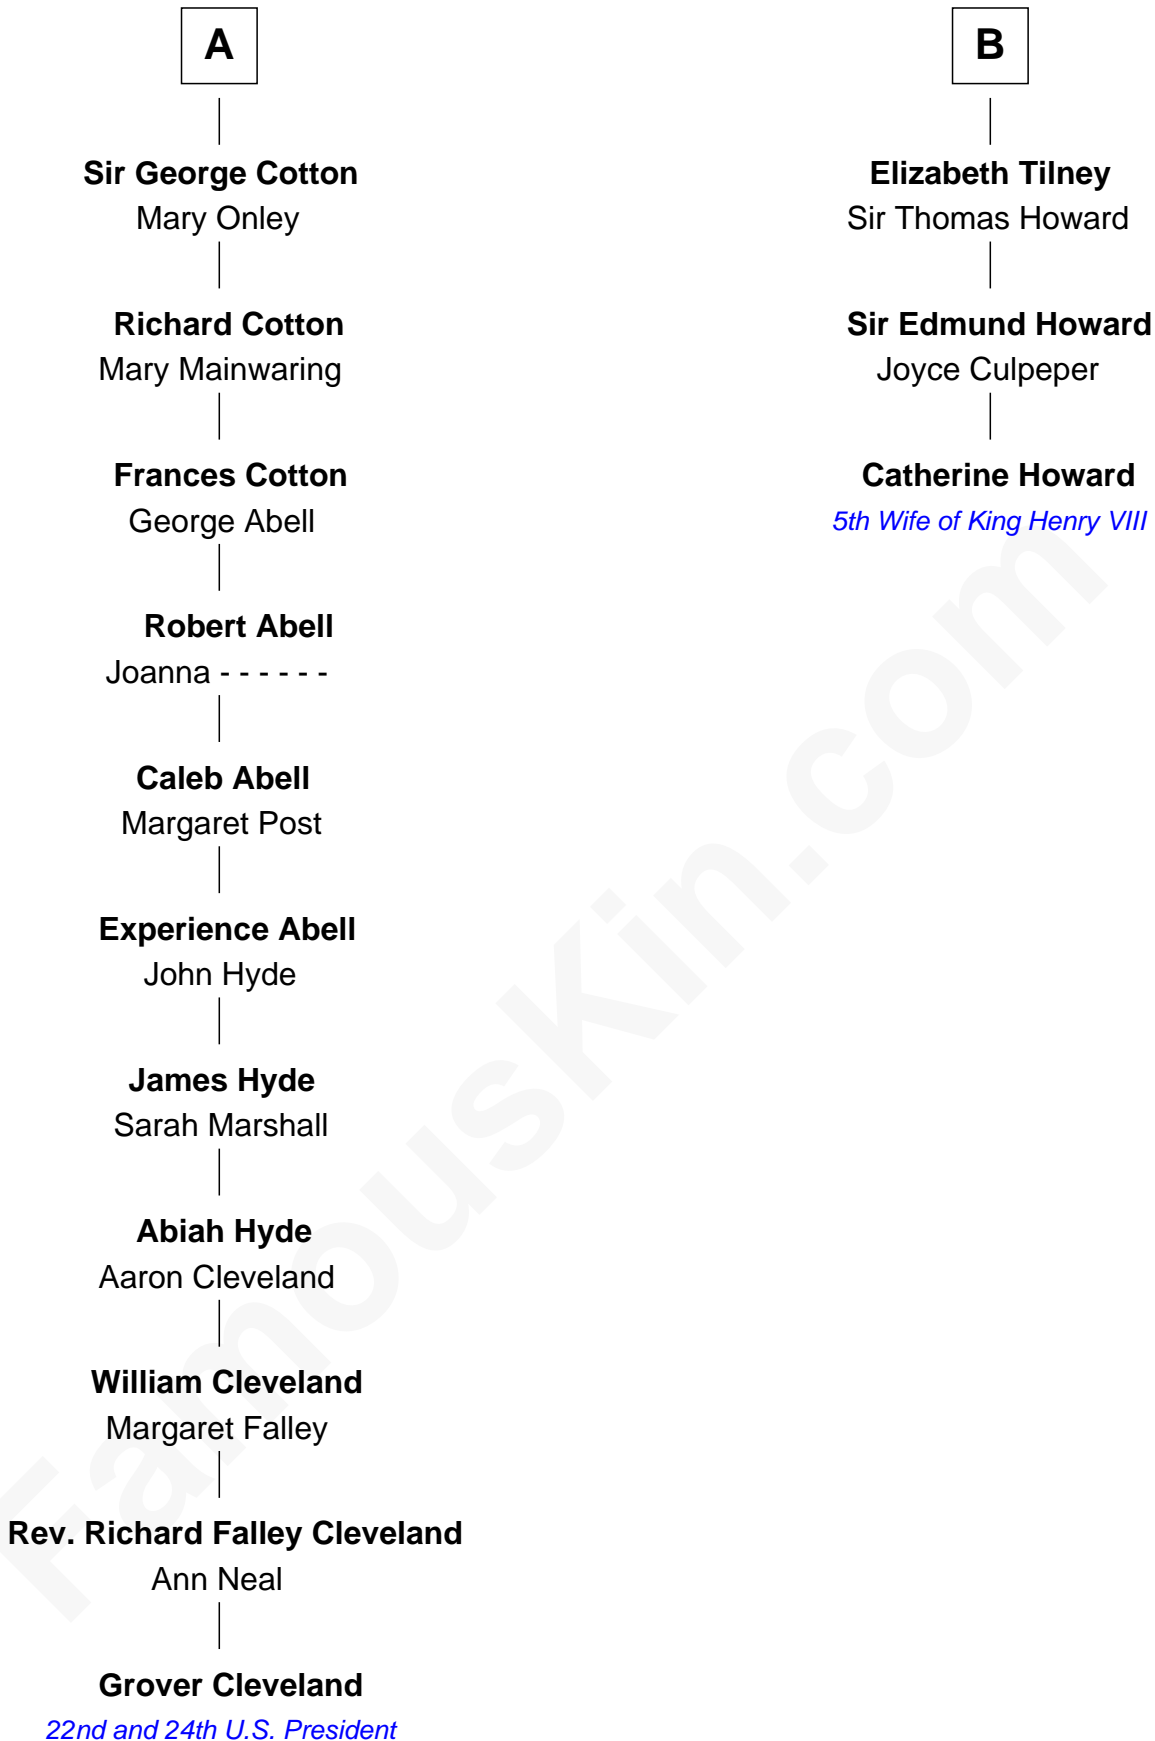 A
Sir George Cotton
Mary Onley
Richard Cotton
Mary Mainwaring
Frances Cotton
George Abell
Robert Abell
Joanna - - - - - -
Caleb Abell
Margaret Post
Experience Abell
John Hyde
James Hyde
Sarah Marshall
Abiah Hyde
Aaron Cleveland
William Cleveland
Margaret Falley
Rev. Richard Falley Cleveland
Ann Neal
Grover Cleveland
22nd and 24th U.S. President
B
Elizabeth Tilney
Sir Thomas Howard
Sir Edmund Howard
Joyce Culpeper
Catherine Howard
5th Wife of King Henry VIII
FamousKin.com